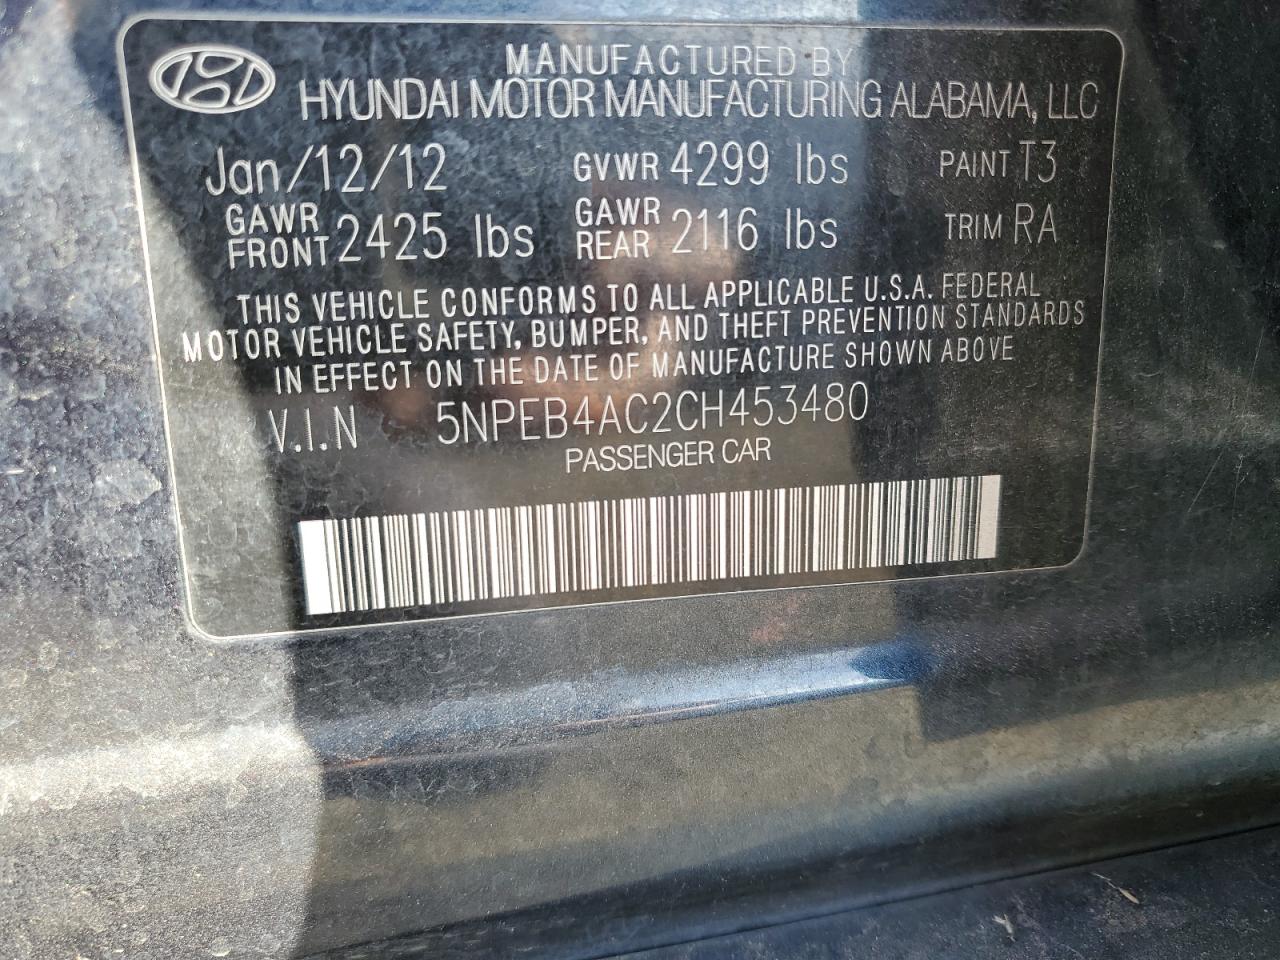 MANUFACTURED BY
HYUNDAI MOTOR MANUFACTURING ALABAMA, LLC
Jan/12/12 GVWR 4299 lbs PAINT T3
GAWR FRONT 2425 lbs GAWR REAR 2116 lbs TRIM RA
THIS VEHICLE CONFORMS TO ALL APPLICABLE U.S.A. FEDERAL
MOTOR VEHICLE SAFETY, BUMPER, AND THEFT PREVENTION STANDARDS
IN EFFECT ON THE DATE OF MANUFACTURE SHOWN ABOVE
V.I.N 5NPEB4AC2CH453480
PASSENGER CAR